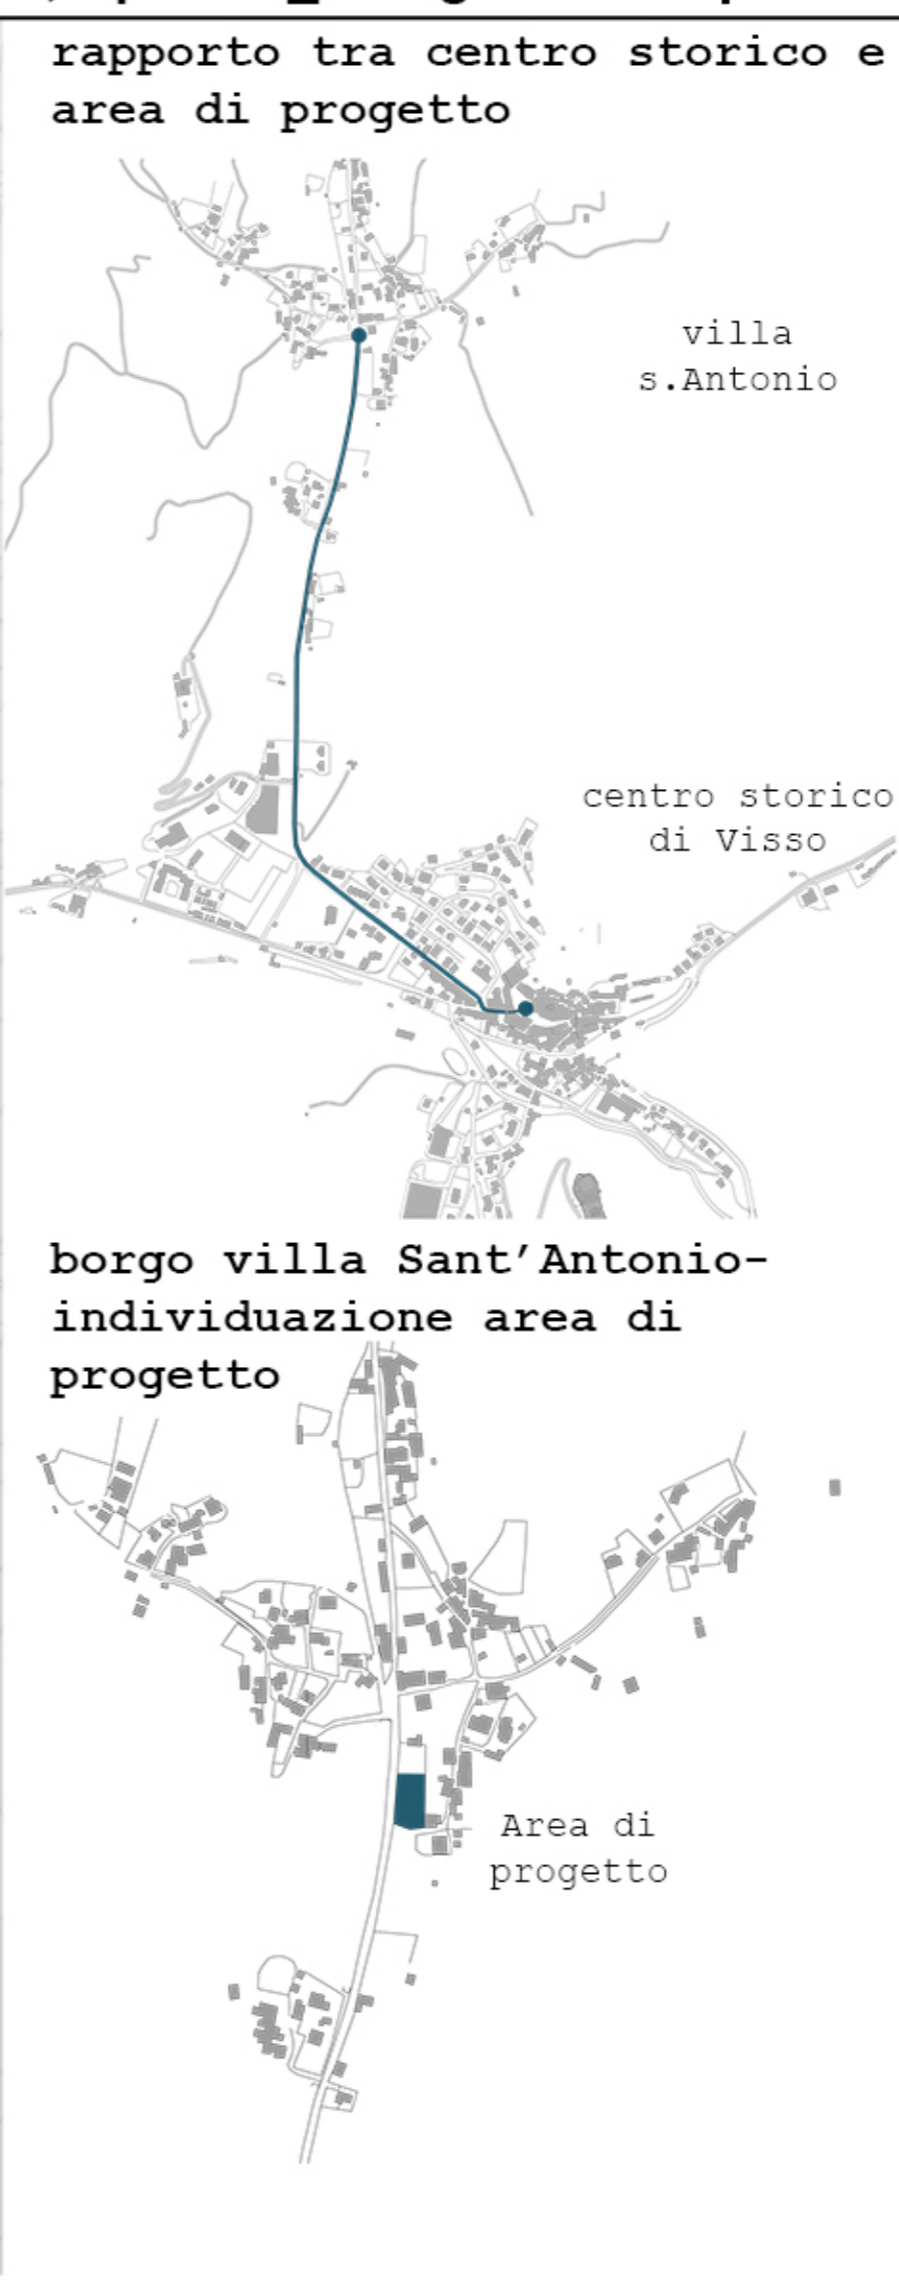 rapporto tra centro storico e
area di progetto
villa
s.Antonio
centro storico
di Visso
borgo villa Sant’Antonio-
individuazione area di
progetto
Area di
progetto